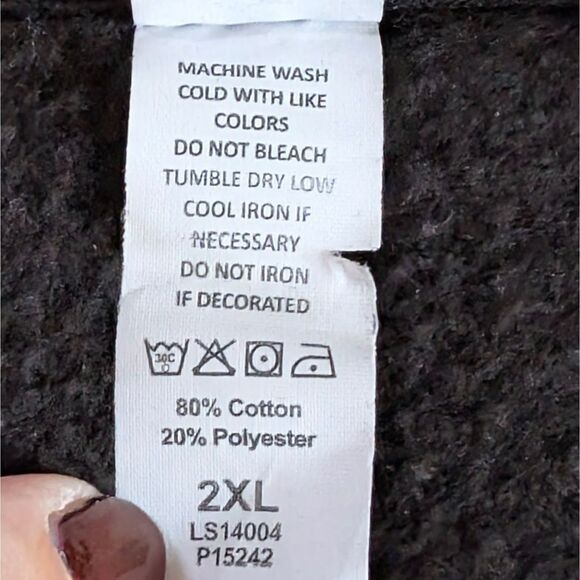 MACHINE WASH
COLD WITH LIKE
COLORS
DO NOT BLEACH
TUMBLE DRY LOW
COOL IRON IF
NECESSARY
DO NOT IRON
IF DECORATED
30C
80% Cotton
20% Polyester
2XL
LS14004
P15242